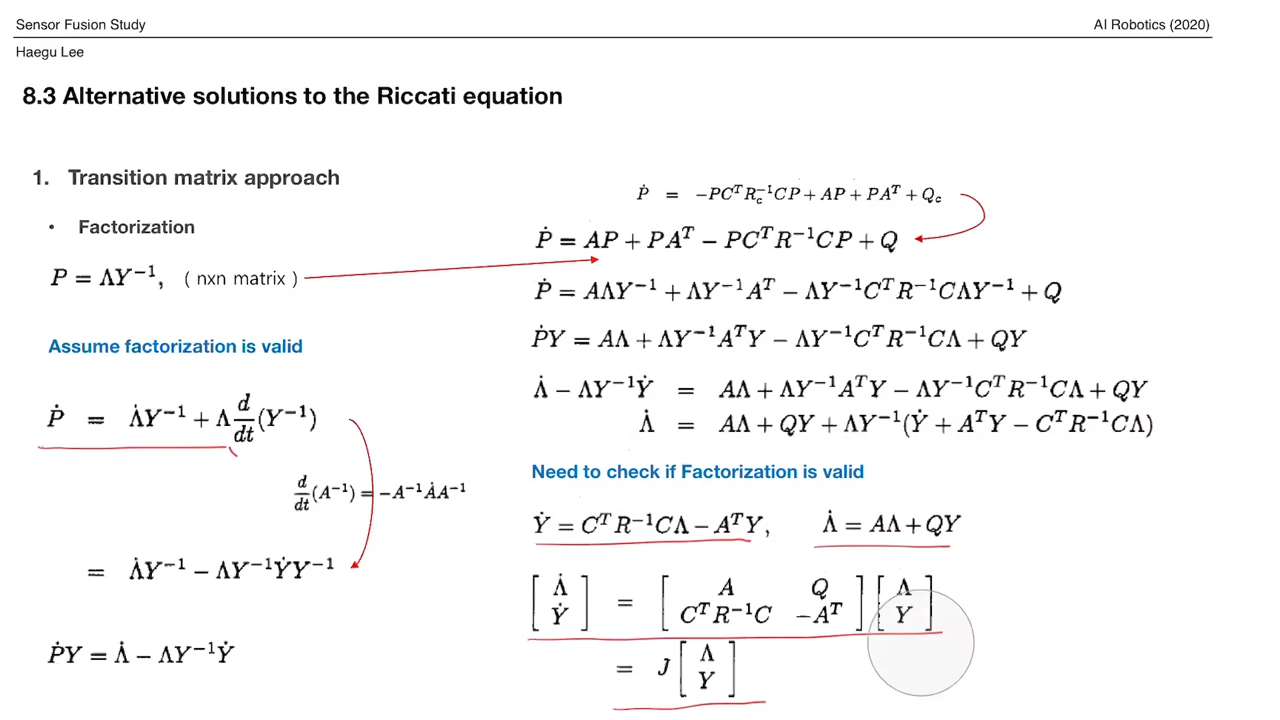 Sensor Fusion Study
AI Robotics (2020)
Haegu Lee
8.3 Alternative solutions to the Riccati equation
1. Transition matrix approach
• Factorization
P = ΛY⁻¹, ( nxn matrix )
Assume factorization is valid
Ṗ = Λ̇Y⁻¹ + Λ d/dt (Y⁻¹)
d/dt (A⁻¹) = −A⁻¹ȦA⁻¹
= Λ̇Y⁻¹ − ΛY⁻¹ẎY⁻¹
ṖY = Λ̇ − ΛY⁻¹Ẏ
Ṗ = −PCᵀR_c⁻¹CP + AP + PAᵀ + Q_c
Ṗ = AP + PAᵀ − PCᵀR⁻¹CP + Q
Ṗ = AΛY⁻¹ + ΛY⁻¹Aᵀ − ΛY⁻¹CᵀR⁻¹CΛY⁻¹ + Q
ṖY = AΛ + ΛY⁻¹AᵀY − ΛY⁻¹CᵀR⁻¹CΛ + QY
Λ̇ − ΛY⁻¹Ẏ = AΛ + ΛY⁻¹AᵀY − ΛY⁻¹CᵀR⁻¹CΛ + QY
Λ̇ = AΛ + QY + ΛY⁻¹(Ẏ + AᵀY − CᵀR⁻¹CΛ)
Need to check if Factorization is valid
Ẏ = CᵀR⁻¹CΛ − AᵀY, Λ̇ = AΛ + QY
[Λ̇ Ẏ] = [A Q CᵀR⁻¹C −Aᵀ] [Λ Y]
= J [Λ Y]